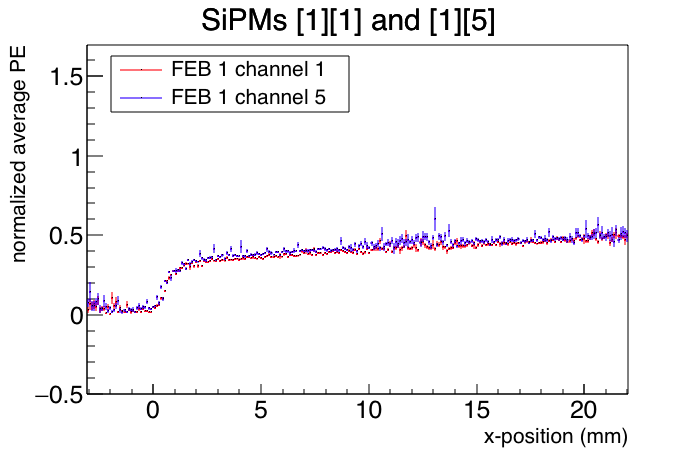 SiPMs [1][1] and [1][5]
normalized average PE
FEB 1 channel 1
FEB 1 channel 5
1.5
1
0.5
0
−0.5
0 5 10 15 20
x-position (mm)